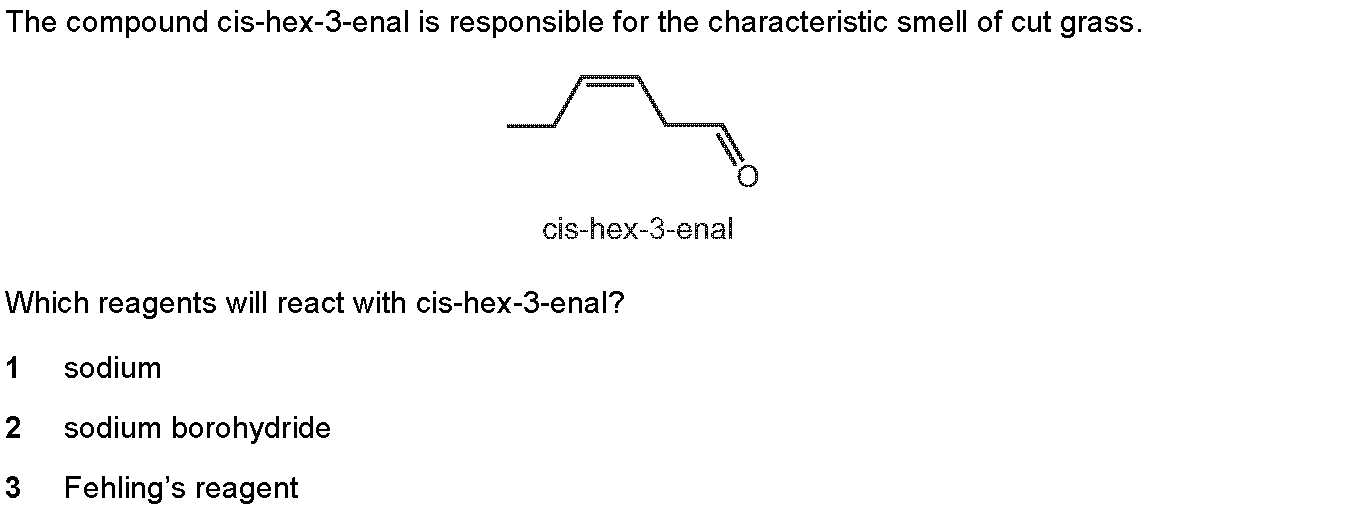 The compound cis-hex-3-enal is responsible for the characteristic smell of cut grass.
O
cis-hex-3-enal
Which reagents will react with cis-hex-3-enal?
1 sodium
2 sodium borohydride
3 Fehling’s reagent